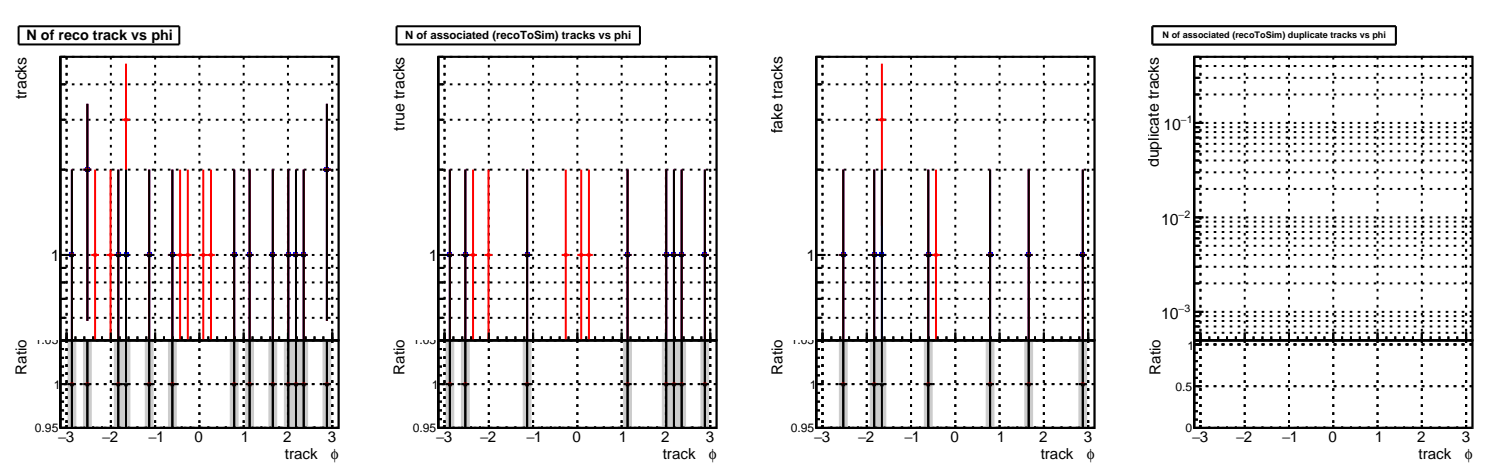 N of reco track vs phi
tracks
1
1.05
Ratio
1
0.95
−3 −2 −1 0 1 2 3
track ϕ
N of associated (recoToSim) tracks vs phi
true tracks
1
1.05
Ratio
1
0.95
−3 −2 −1 0 1 2 3
track ϕ
fake tracks
1
1.05
Ratio
1
0.95
−3 −2 −1 0 1 2 3
track ϕ
N of associated (recoToSim) duplicate tracks vs phi
duplicate tracks
10−1
10−2
10−3
Ratio
1
0.5
0
−3 −2 −1 0 1 2 3
track ϕ